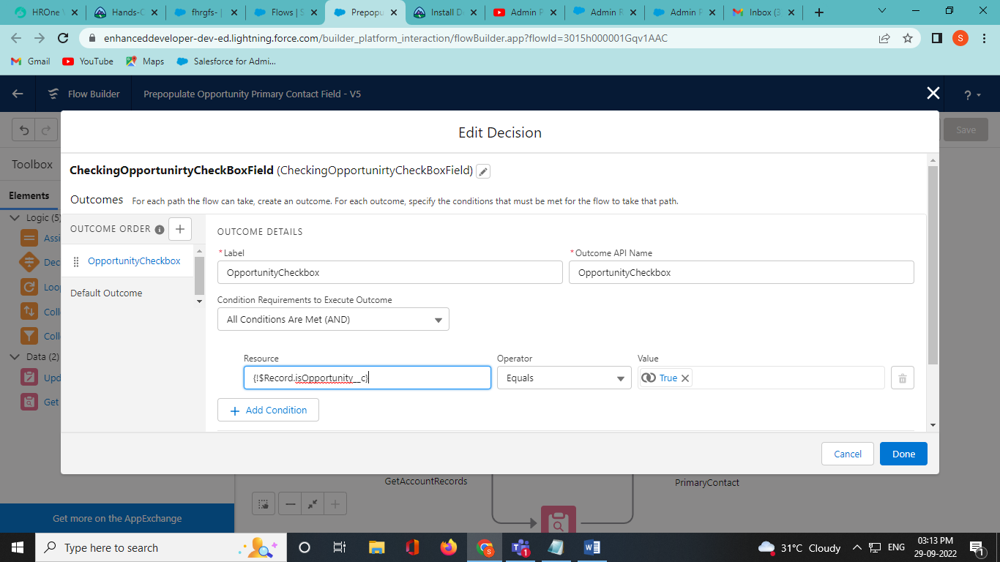 HROne
Hands-C
fhrgfs- |
Flows | S
Prepopu
Install D
Admin P
Admin R
Admin P
Inbox (3
enhanceddeveloper-dev-ed.lightning.force.com/builder_platform_interaction/flowBuilder.app?flowId=3015h000001Gqv1AAC
S
Gmail
YouTube
Maps
Salesforce for Admi...
Flow Builder
Prepopulate Opportunity Primary Contact Field - V5
?
Edit Decision
Save
Toolbox
CheckingOpportunirtyCheckBoxField (CheckingOpportunirtyCheckBoxField)
Elements
Outcomes For each path the flow can take, create an outcome. For each outcome, specify the conditions that must be met for the flow to take that path.
Logic (5)
OUTCOME ORDER
OUTCOME DETAILS
Assi
OpportunityCheckbox
* Label
* Outcome API Name
Dec
OpportunityCheckbox
OpportunityCheckbox
Loop
Default Outcome
Condition Requirements to Execute Outcome
Coll
All Conditions Are Met (AND)
Coll
Data (2)
Resource
Operator
Value
Upd
{!$Record.isOpportunity__c}
Equals
True
Get
Add Condition
Cancel
Done
GetAccountRecords
PrimaryContact
Get more on the AppExchange
Type here to search
S
1
31°C Cloudy
ENG
03:13 PM
29-09-2022
1